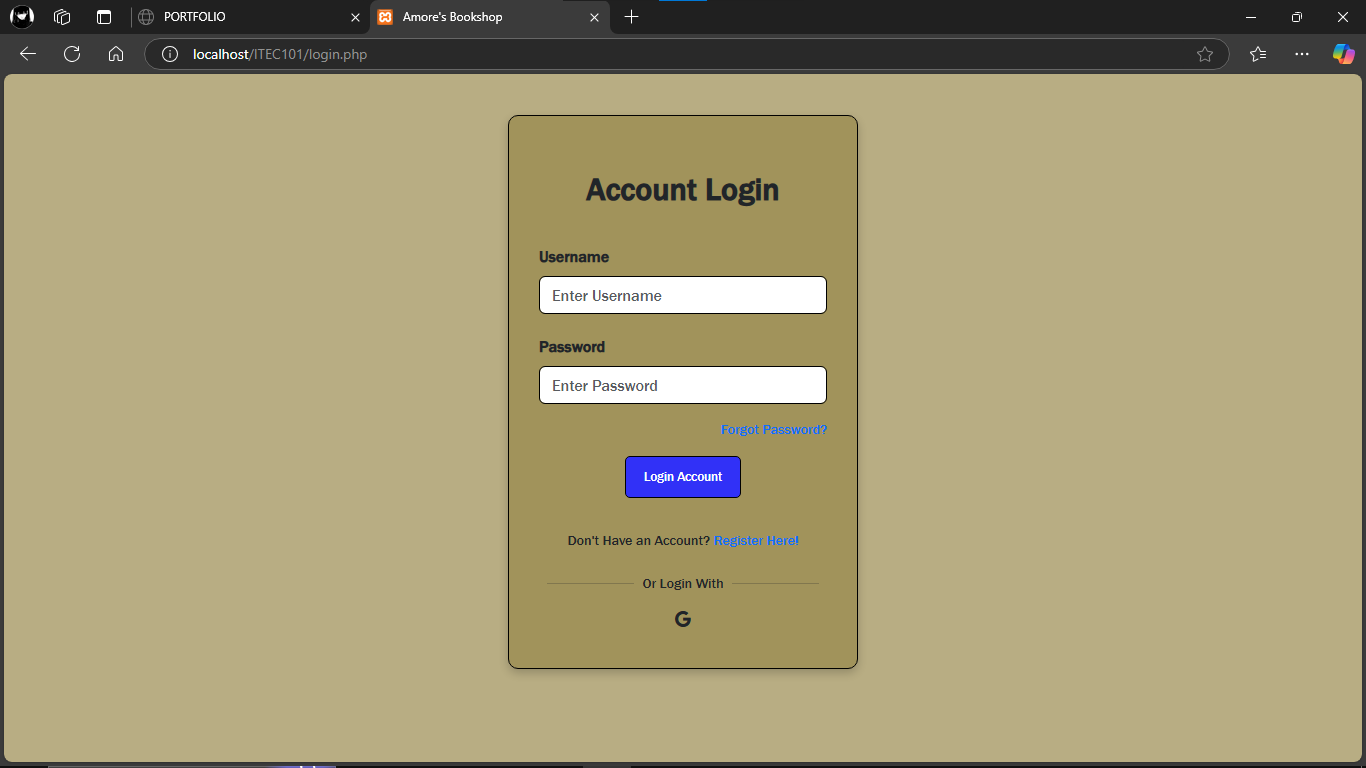 PORTFOLIO
Amore's Bookshop
localhost/ITEC101/login.php
Account Login
Username
Enter Username
Password
Enter Password
Forgot Password?
Login Account
Don't Have an Account? Register Here!
Or Login With
G